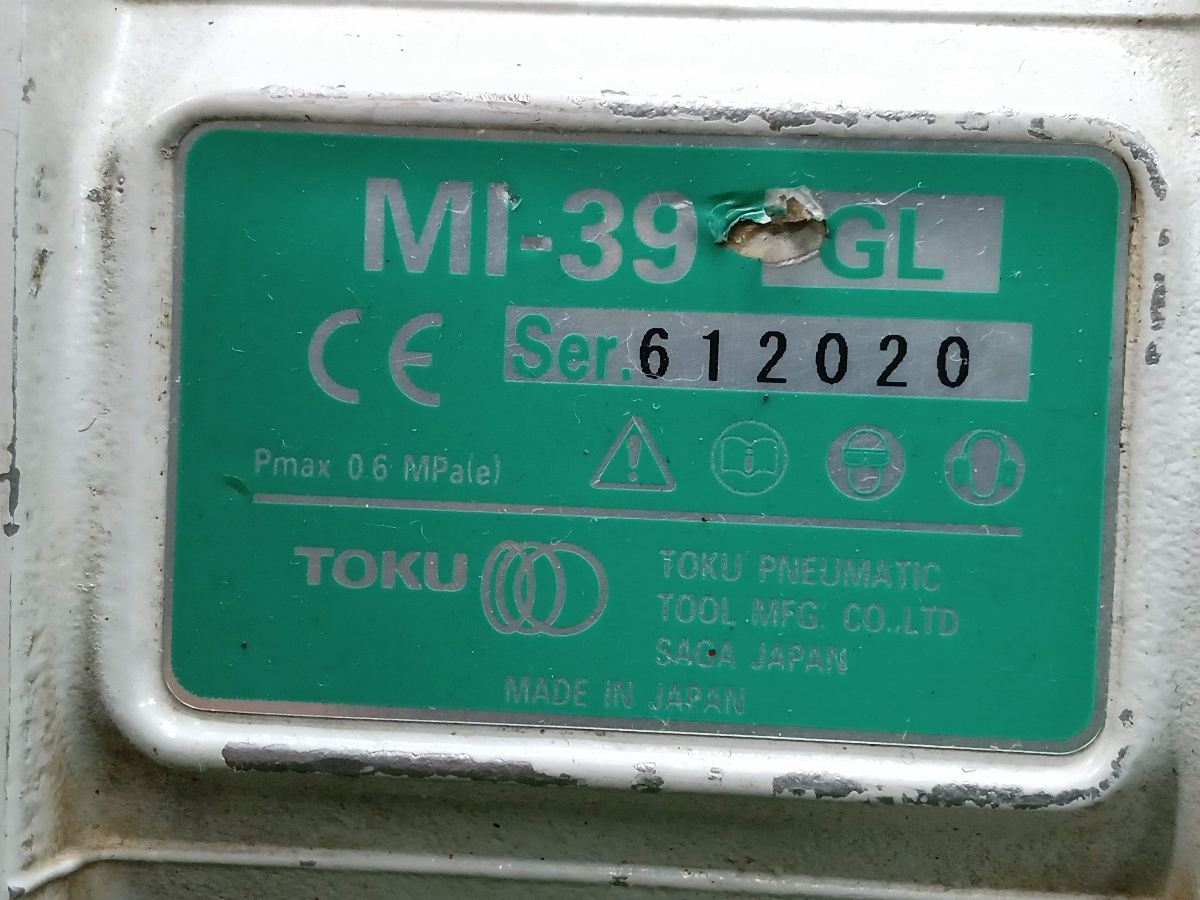 MI-39 GL
CE Ser. 612020
Pmax 0.6 MPa(e)
TOKU
TOKU PNEUMATIC
TOOL MFG. CO.,LTD
SAGA JAPAN
MADE IN JAPAN